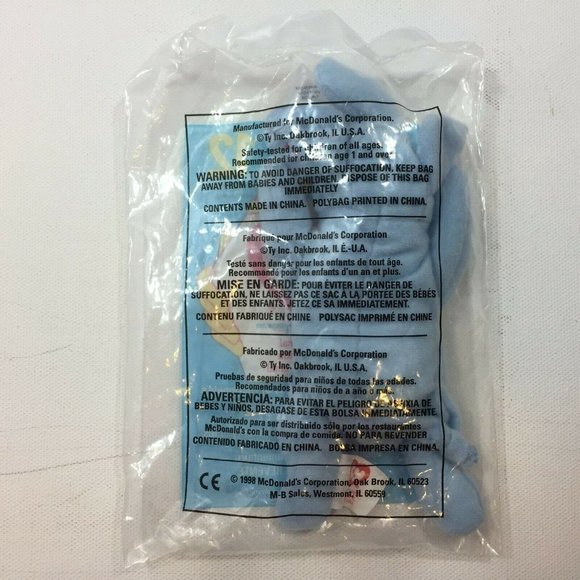 Manufactured for McDonald's Corporation.
©Ty Inc. Oakbrook, IL U.S.A.
Safety-tested for children of all ages.
Recommended for children age 1 and over.
WARNING: TO AVOID DANGER OF SUFFOCATION, KEEP BAG
AWAY FROM BABIES AND CHILDREN. DISPOSE OF THIS BAG
IMMEDIATELY
CONTENTS MADE IN CHINA. POLYBAG PRINTED IN CHINA.
Fabriqué pour McDonald's Corporation
©Ty Inc. Oakbrook, IL É.-U.A.
Testé sans danger pour les enfants de tout âge.
Recommandé pour les enfants d'un an et plus.
MISE EN GARDE: POUR ÉVITER LE DANGER DE
SUFFOCATION, NE LAISSEZ PAS CE SAC À LA PORTÉE DES BÉBÉS
ET DES ENFANTS. JETEZ CE SA IMMÉDIATEMENT.
CONTENU FABRIQUÉ EN CHINE POLYSAC IMPRIMÉ EN CHINE
Fabricado por McDonald's Corporation
© Ty Inc. Oakbrook, IL U.S.A.
Pruebas de seguridad para niños de todas las edades.
Recomendados para niños de a año o más.
ADVERTENCIA: PARA EVITAR EL PELIGRO DE ASFIXIA DE
BEBES Y NIÑOS, DESAGASE DE ESTA BOLSA IMMEDIATAMENTE.
Autorizado para ser distribuido sólo por los restaurantes
McDonald's con la compra de comida. NO PARA REVENDER
CONTENIDO FABRICADO EN CHINA. BOLSA IMPRESA EN CHINA.
CE © 1998 McDonald's Corporation, Oak Brook, IL 60523
M-B Sales, Westmont, IL 60559